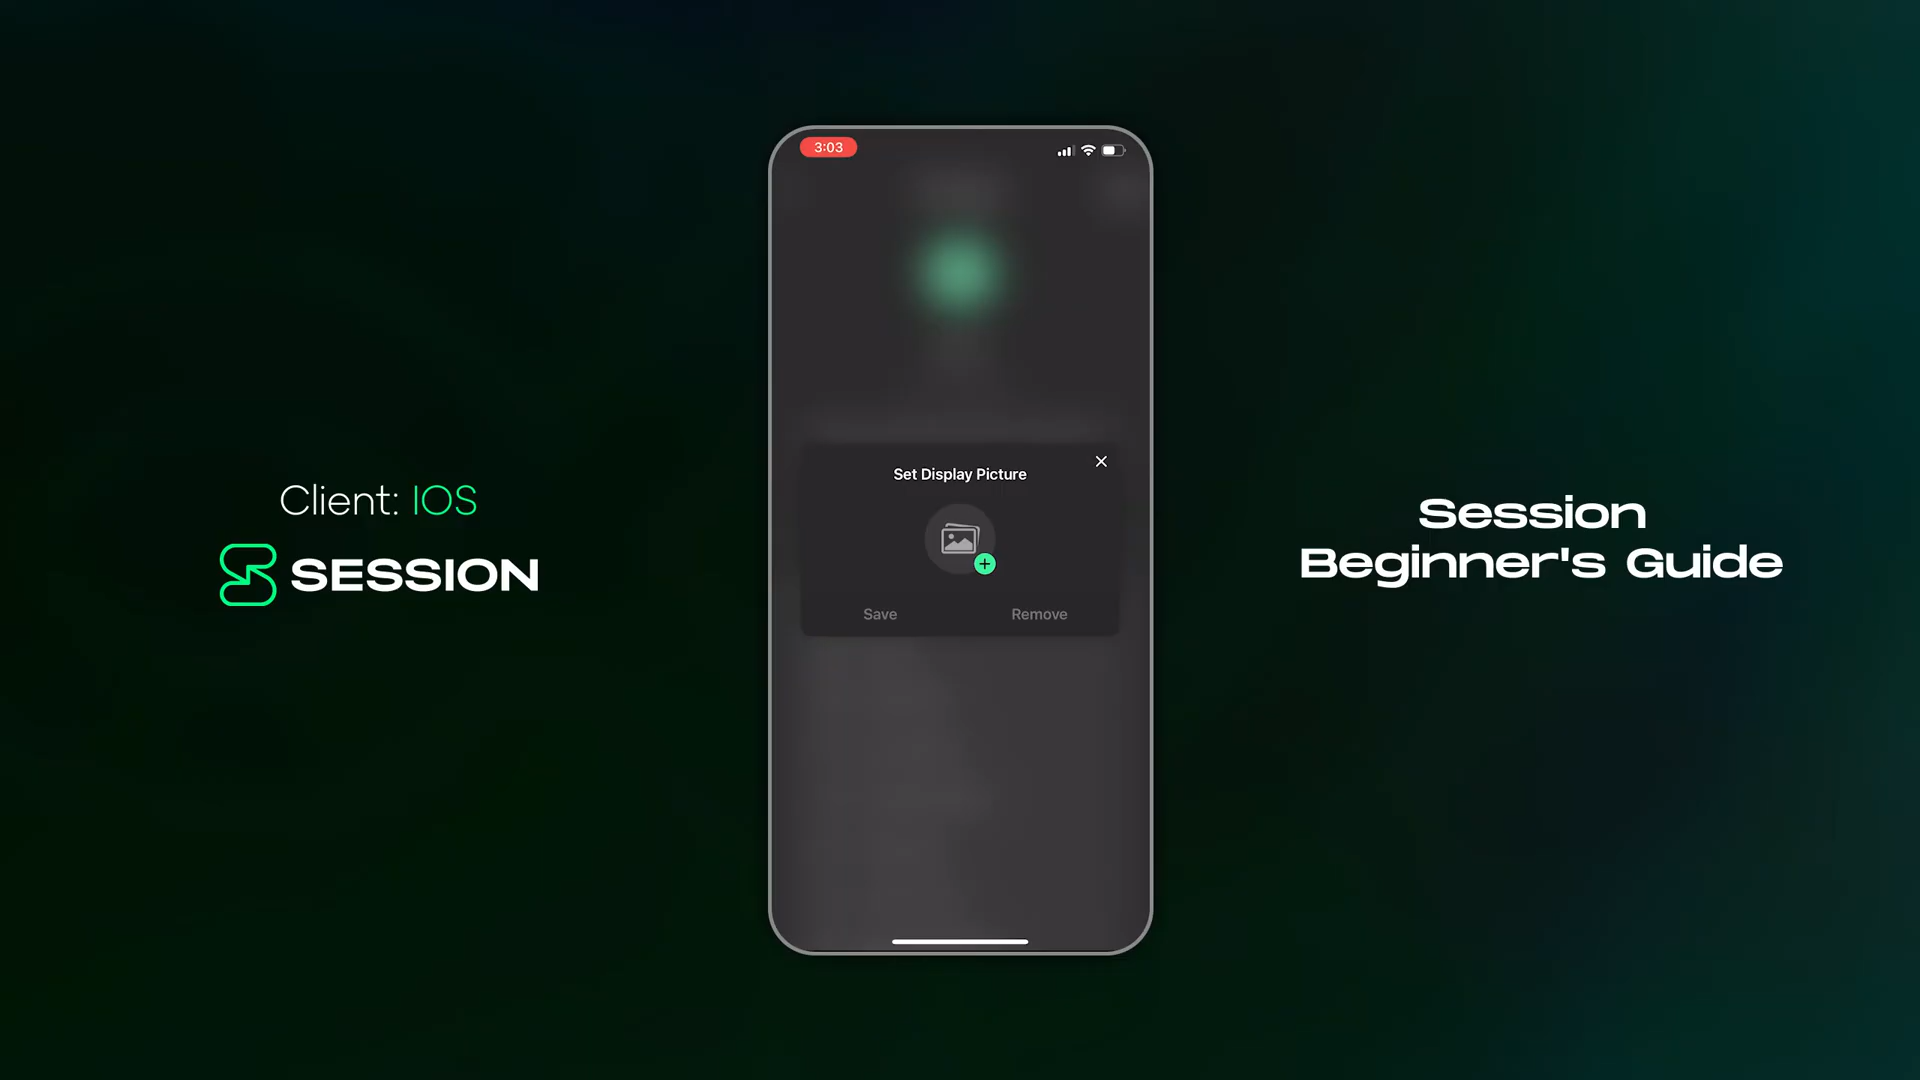 3:03
Set Display Picture
Save Remove
Client: IOS
SESSION
Session
Beginner's Guide